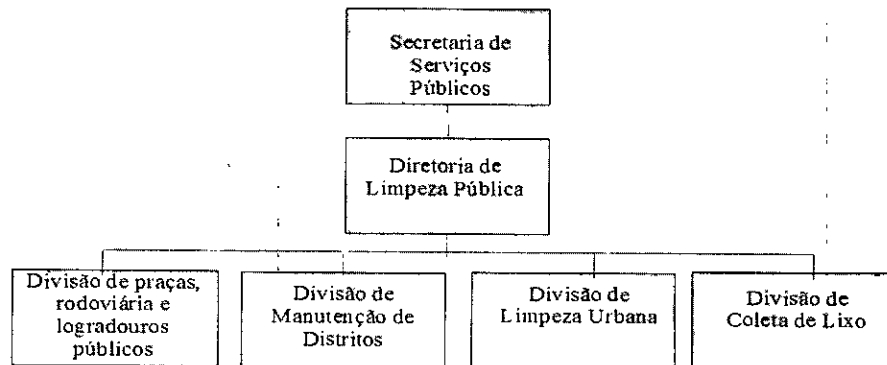 Secretaria de
Serviços
Públicos
Diretoria de
Limpeza Pública
Divisão de praças,
rodoviária e
logradouros
públicos
Divisão de
Manutenção de
Distritos
Divisão de
Limpeza Urbana
Divisão de
Coleta de Lixo